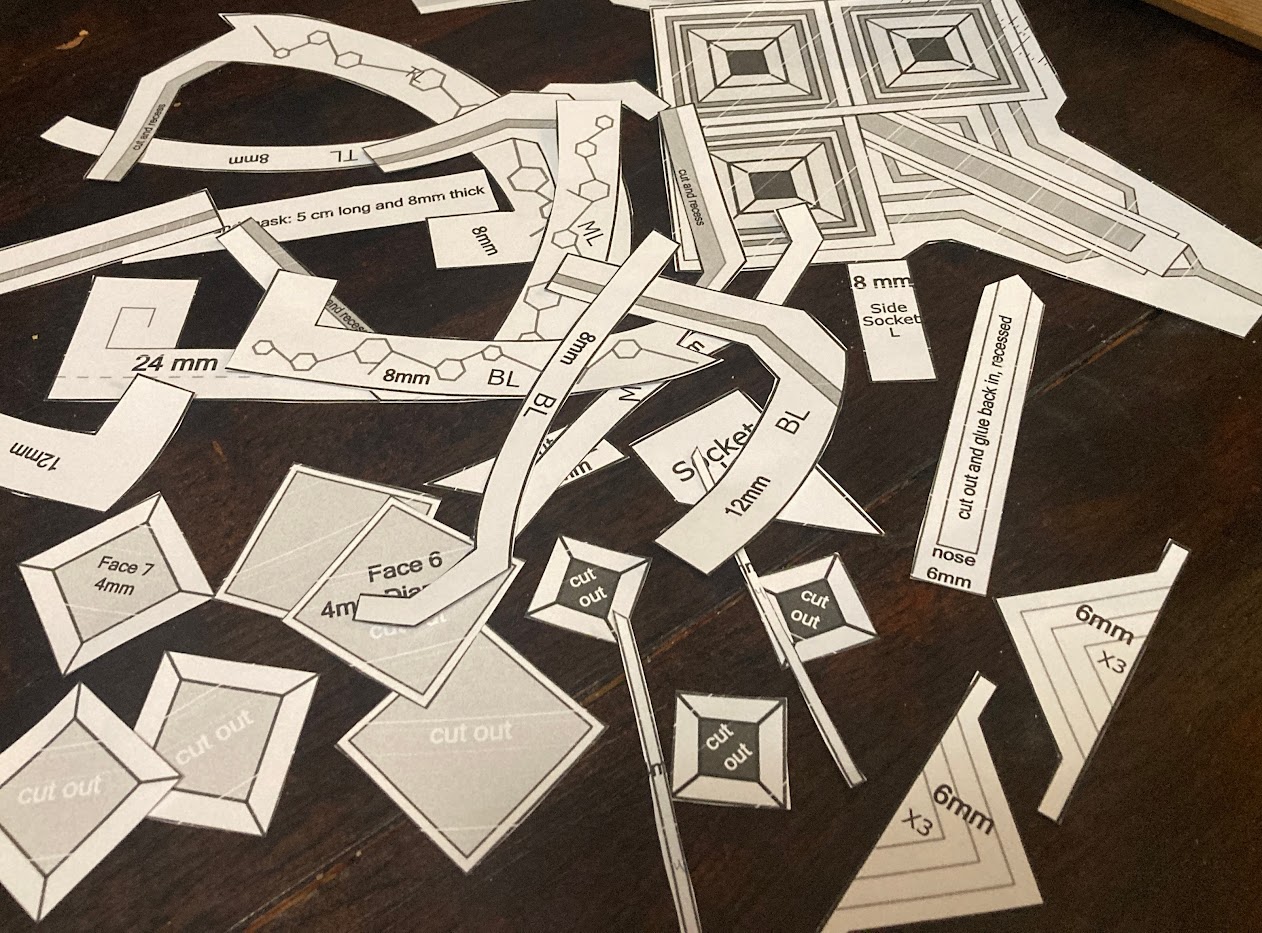 TL
cut and recess
8mm
TL
mask: 5 cm long and 8mm thick
8mm
ML
cut and recess
8 mm
Side
Socket
L
24 mm
and recess
8mm
BL
8mm
BL
12mm
Socket
BL
12mm
cut out and glue back in, recessed
nose
6mm
Face 7
4mm
Face 6
cut out
cut
out
cut
out
6mm
X3
cut out
cut out
cut out
cut
out
6mm
X3